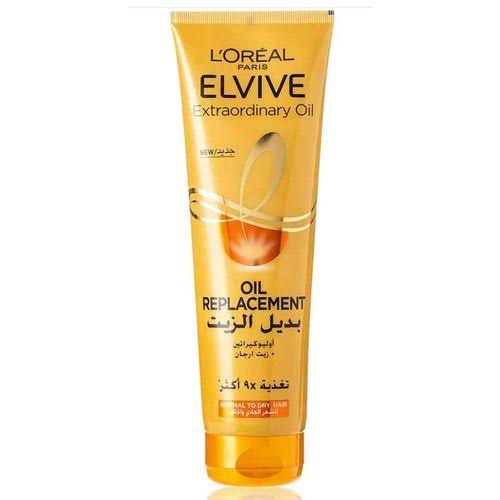 L'ORÉAL
PARIS
ELVIVE
Extraordinary Oil
NEW/جديد
OIL
REPLACEMENT
بديل الزيت
أوليوكيراتين
+ زيت أرجان
تغذية ٩x أكثر
NORMAL TO DRY HAIR
للشعر العادي والجاف